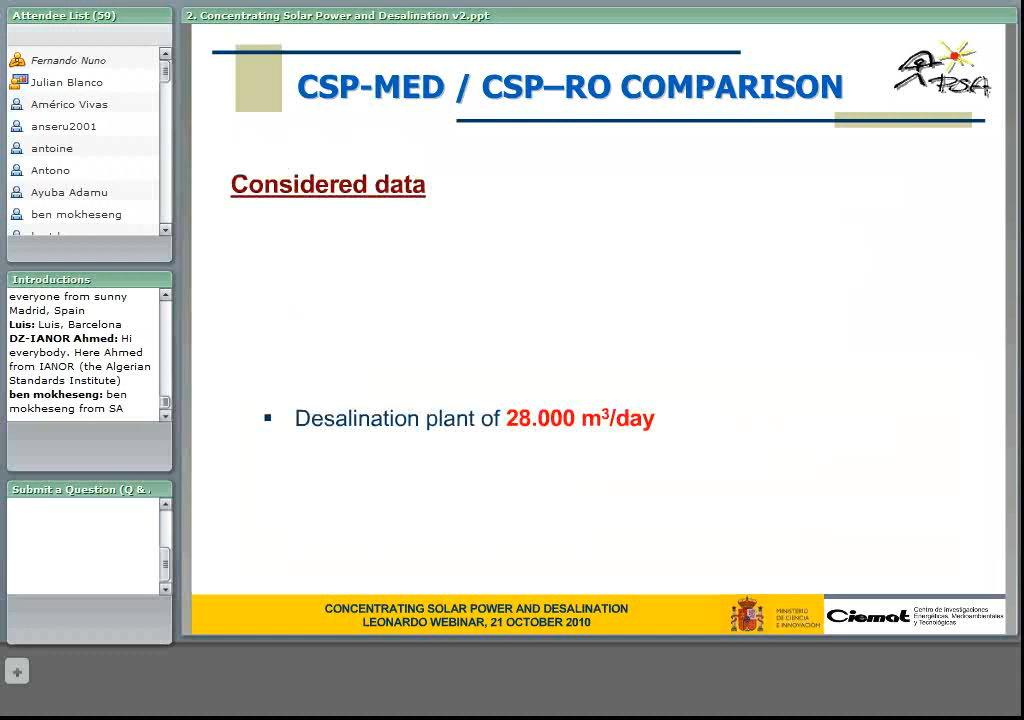 Attendee List (59)
Fernando Nuno
Julian Blanco
Américo Vivas
anseru2001
antoine
Antono
Ayuba Adamu
ben mokheseng
Introductions
everyone from sunny
Madrid, Spain
Luis: Luis, Barcelona
DZ-IANOR Ahmed: Hi
everybody. Here Ahmed
from IANOR (the Algerian
Standards Institute)
ben mokheseng: ben
mokheseng from SA
Submit a Question (Q &
2. Concentrating Solar Power and Desalination v2.ppt
CSP-MED / CSP–RO COMPARISON
PSA
Considered data
▪ Desalination plant of 28.000 m³/day
CONCENTRATING SOLAR POWER AND DESALINATION
LEONARDO WEBINAR, 21 OCTOBER 2010
MINISTERIO
DE CIENCIA
E INNOVACIÓN
Ciemat
Centro de Investigaciones
Energéticas, Medioambientales
y Tecnológicas